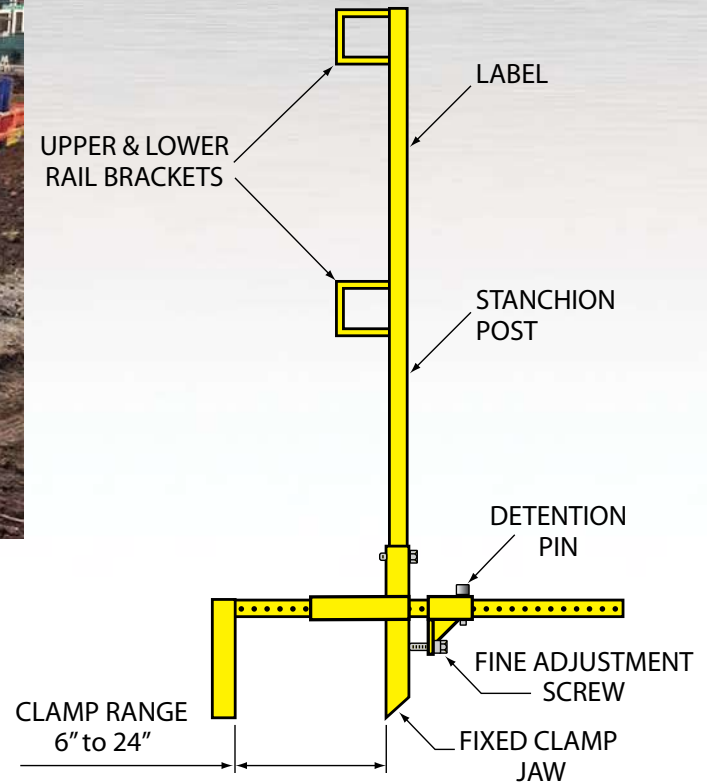 LABEL
UPPER & LOWER
RAIL BRACKETS
STANCHION
POST
DETENTION
PIN
FINE ADJUSTMENT
SCREW
CLAMP RANGE
6” to 24”
FIXED CLAMP
JAW